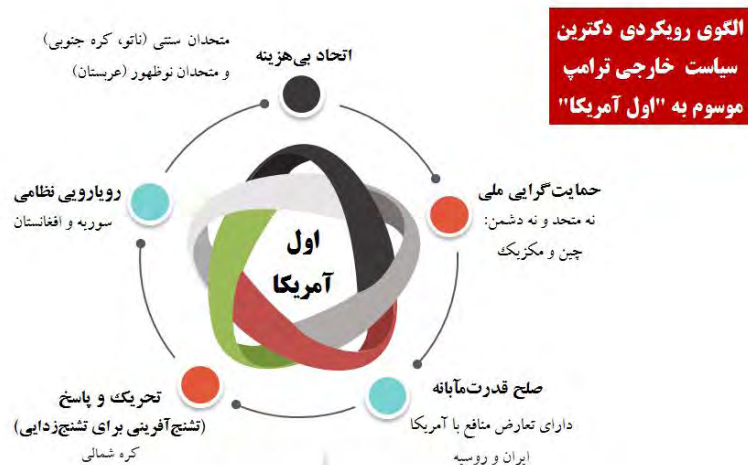 الگوی رویکردی دکترین
سیاست خارجی ترامپ
موسوم به "اول آمریکا"
اتحاد بی‌هزینه
متحدان سنتی (ناتو، کره جنوبی)
و متحدان نوظهور (عربستان)
حمایت‌گرایی ملی
نه متحد و نه دشمن:
چین و مکزیک
صلح قدرت‌مآبانه
دارای تعارض منافع با آمریکا
ایران و روسیه
تحریک و پاسخ
(تشنج‌آفرینی برای تشنج‌زدایی)
کره شمالی
رویارویی نظامی
سوریه و افغانستان
اول
آمریکا